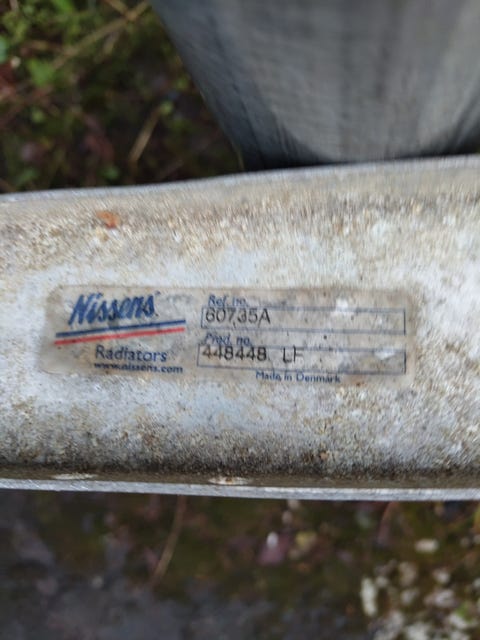 Nissens
Radiators
www.nissens.com
Ref. no.
60735A
Prod. no.
448448 LF
Made in Denmark